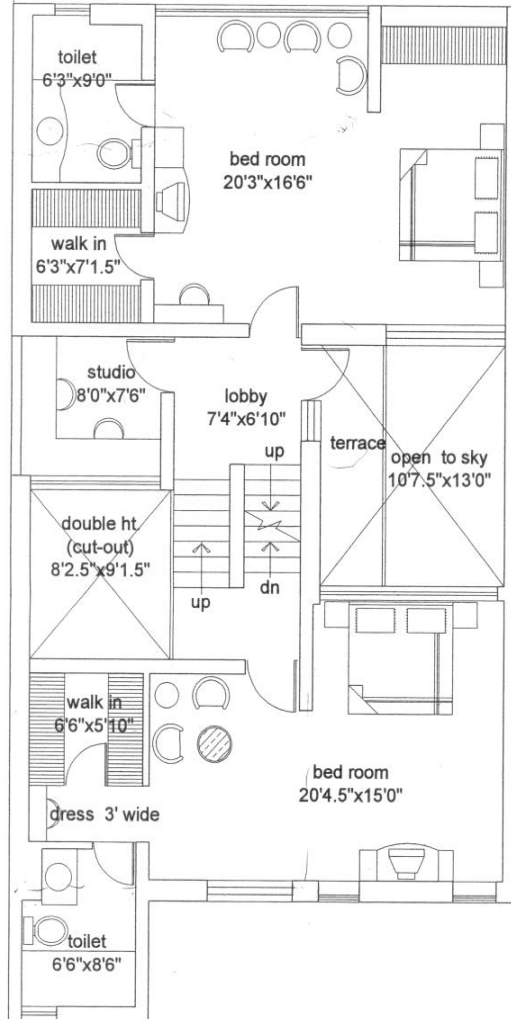 toilet
6'3"x9'0"
bed room
20'3"x16'6"
walk in
6'3"x7'1.5"
studio
8'0"x7'6"
lobby
7'4"x6'10"
terrace
open to sky
10'7.5"x13'0"
up
double ht.
(cut-out)
8'2.5"x9'1.5"
up
dn
walk in
6'6"x5'10"
bed room
20'4.5"x15'0"
dress 3' wide
toilet
6'6"x8'6"